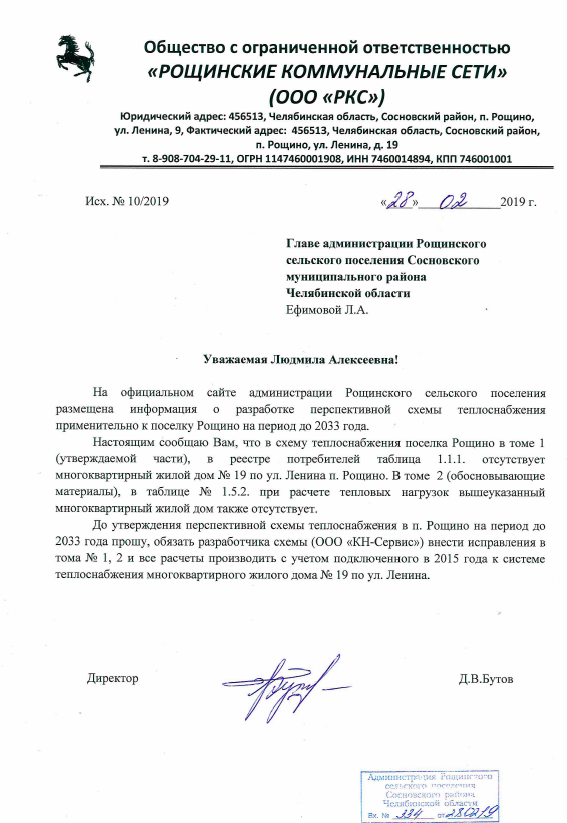 Общество с ограниченной ответственностью
«РОЩИНСКИЕ КОММУНАЛЬНЫЕ СЕТИ»
(ООО «РКС»)
Юридический адрес: 456513, Челябинская область, Сосновский район, п. Рощино,
ул. Ленина, 9, Фактический адрес: 456513, Челябинская область, Сосновский район,
п. Рощино, ул. Ленина, д. 19
т. 8-908-704-29-11, ОГРН 1147460001908, ИНН 7460014894, КПП 746001001
Исх. № 10/2019 «28» 02 2019 г.
Главе администрации Рощинского
сельского поселения Сосновского
муниципального района
Челябинской области
Ефимовой Л.А.
Уважаемая Людмила Алексеевна!
На официальном сайте администрации Рощинского сельского поселения
размещена информация о разработке перспективной схемы теплоснабжения
применительно к поселку Рощино на период до 2033 года.
Настоящим сообщаю Вам, что в схему теплоснабжения поселка Рощино в томе 1
(утверждаемой части), в реестре потребителей таблица 1.1.1. отсутствует
многоквартирный жилой дом № 19 по ул. Ленина п. Рощино. В томе 2 (обосновывающие
материалы), в таблице № 1.5.2. при расчете тепловых нагрузок вышеуказанный
многоквартирный жилой дом также отсутствует.
До утверждения перспективной схемы теплоснабжения в п. Рощино на период до
2033 года прошу, обязать разработчика схемы (ООО «КН-Сервис») внести исправления в
тома № 1, 2 и все расчеты производить с учетом подключенного в 2015 года к системе
теплоснабжения многоквартирного жилого дома № 19 по ул. Ленина.
Директор Д.В.Бутов
Администрация Рощинского
сельского поселения
Сосновского района
Челябинской области
Вх. № 334 от 280219